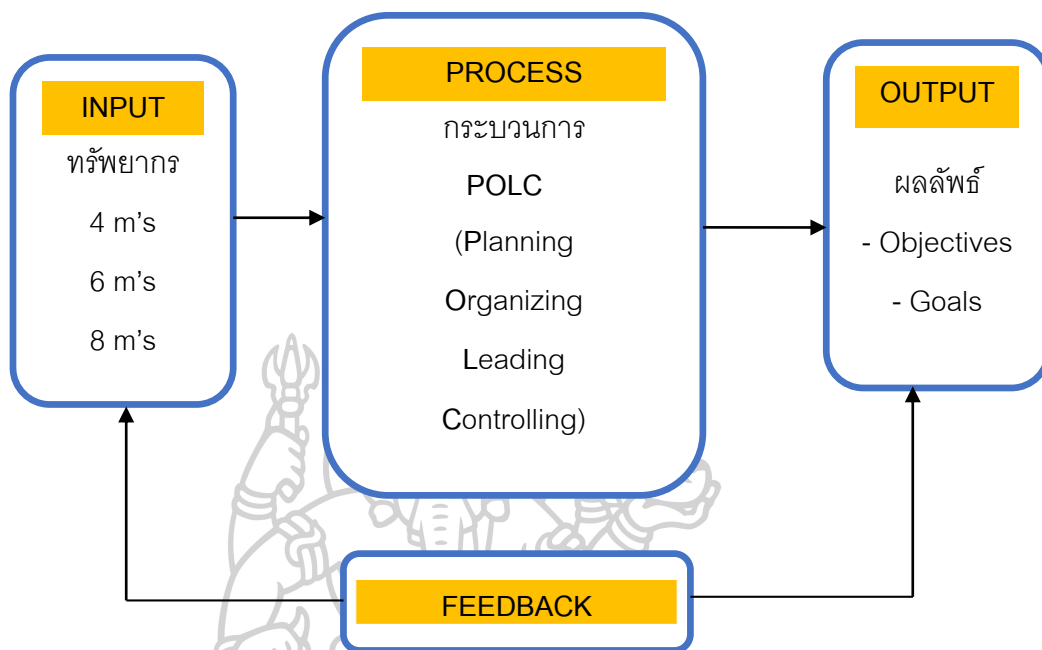 INPUT
ทรัพยากร
4 m's
6 m's
8 m's
PROCESS
กระบวนการ
POLC
(Planning
Organizing
Leading
Controlling)
OUTPUT
ผลลัพธ์
- Objectives
- Goals
FEEDBACK